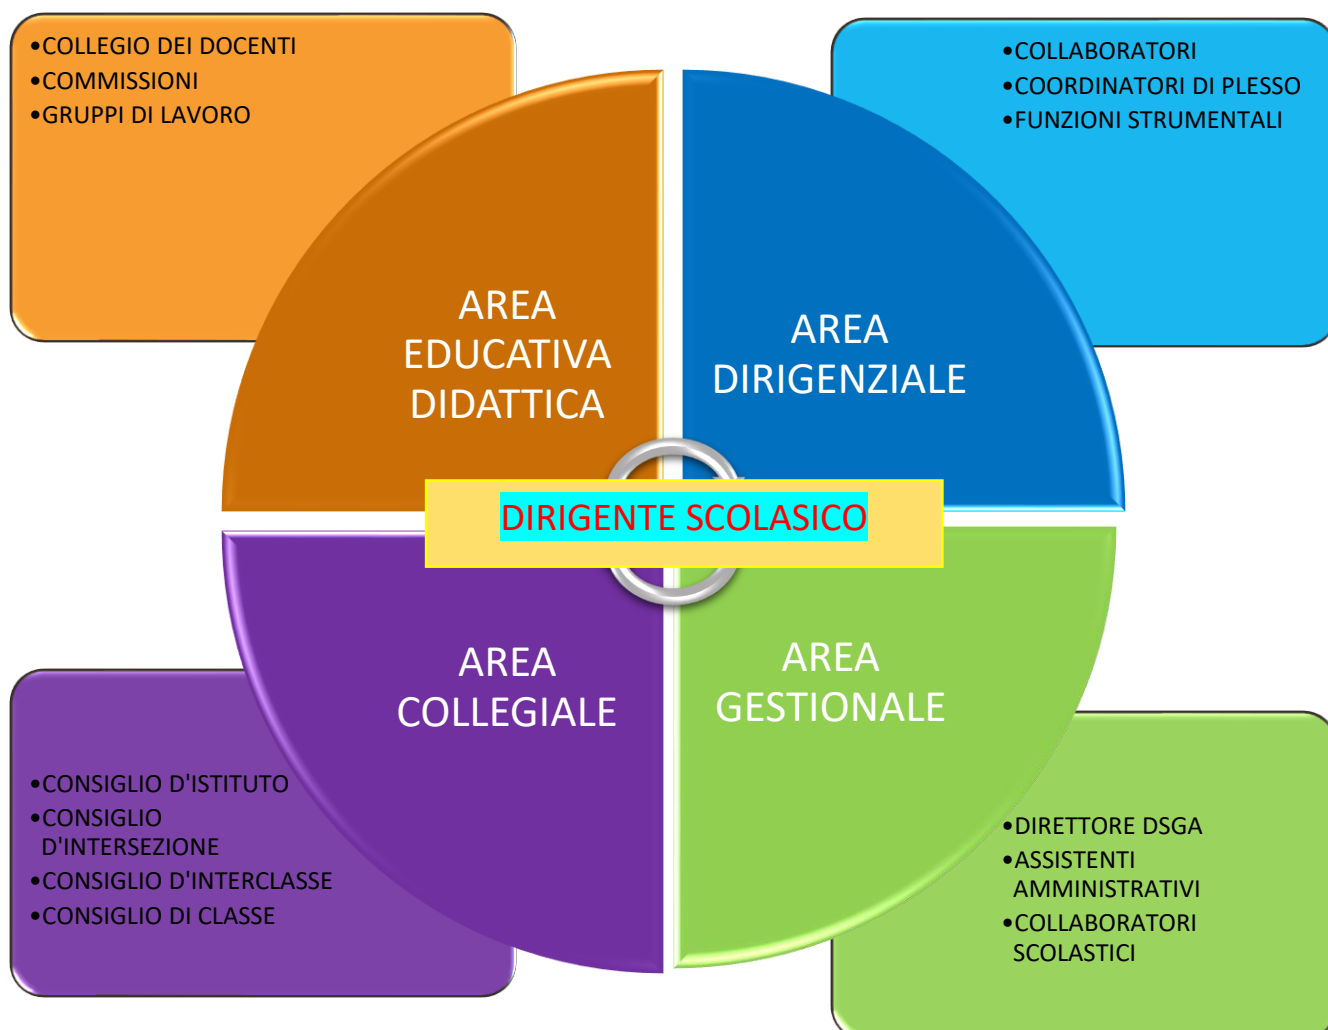 •COLLEGIO DEI DOCENTI
•COMMISSIONI
•GRUPPI DI LAVORO
•COLLABORATORI
•COORDINATORI DI PLESSO
•FUNZIONI STRUMENTALI
AREA
EDUCATIVA
DIDATTICA
AREA
DIRIGENZIALE
DIRIGENTE SCOLASICO
AREA
COLLEGIALE
AREA
GESTIONALE
•CONSIGLIO D'ISTITUTO
•CONSIGLIO
D'INTERSEZIONE
•CONSIGLIO D'INTERCLASSE
•CONSIGLIO DI CLASSE
•DIRETTORE DSGA
•ASSISTENTI
AMMINISTRATIVI
•COLLABORATORI
SCOLASTICI